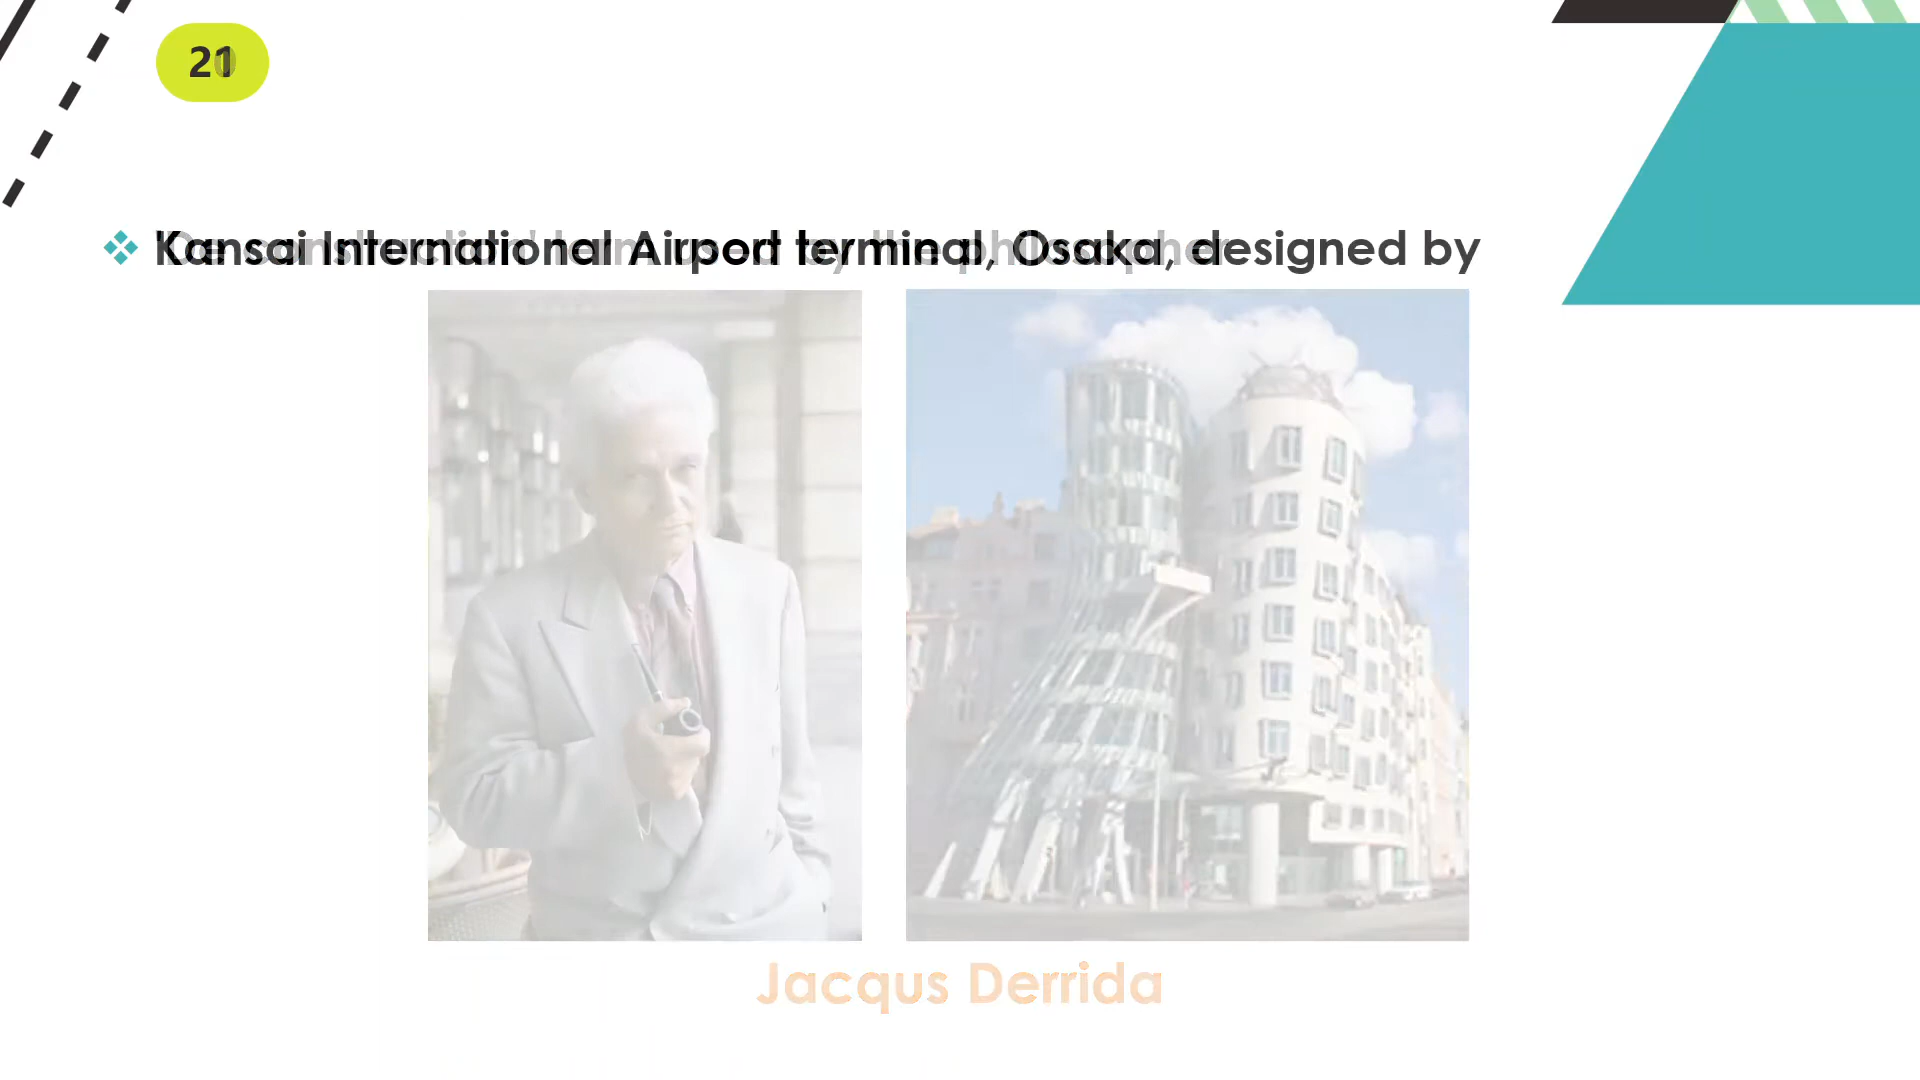 21
Kansai International Airport terminal, Osaka, designed by
Jacqus Derrida